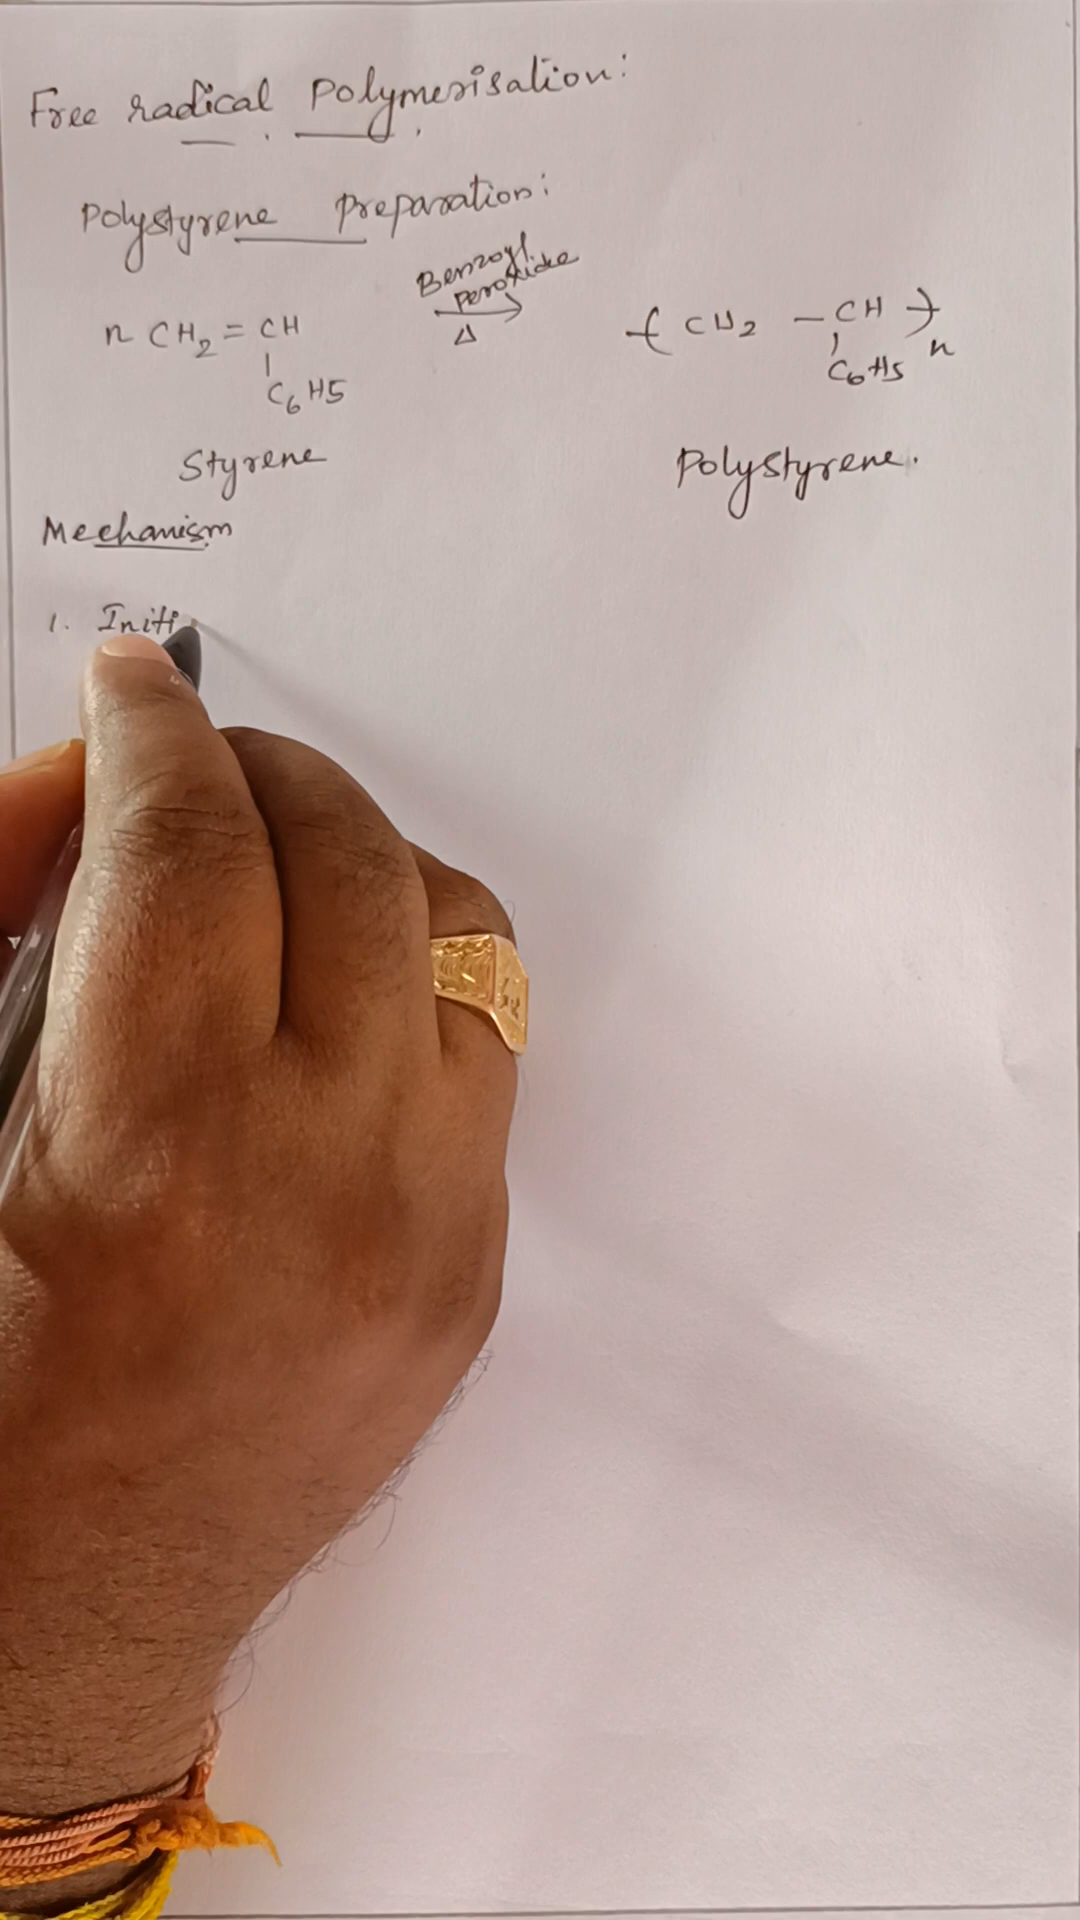 Free radical Polymerisation:
Polystyrene preparation:
Benzoyl
peroxide
n CH₂ = CH ⟶ ( CH₂ – CH )n
Δ
C₆H5 C₆H5
Styrene Polystyrene.
Mechanism
1. Initi